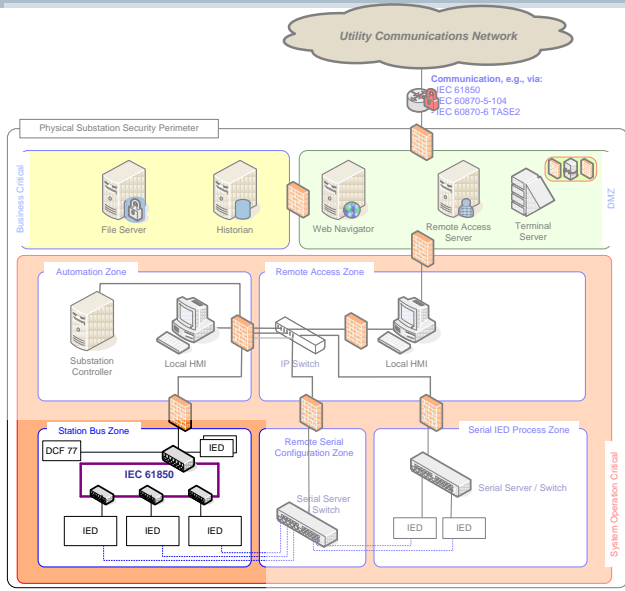 Utility Communications Network
Communication, e.g., via:
- IEC 61850
IEC 60870-5-104
- IEC 60870-6 TASE2
Physical Substation Security Perimeter
Business Critical
File Server
Historian
Web Navigator
Remote Access
Server
Terminal
Server
DMZ
Automation Zone
Remote Access Zone
Substation
Controller
Local HMI
IP Switch
Local HMI
Station Bus Zone
DCF 77
IED
IEC 61850
IED
IED
IED
Remote Serial
Configuration Zone
Serial Server
Switch
Serial IED Process Zone
Serial Server / Switch
IED
IED
System Operation Critical